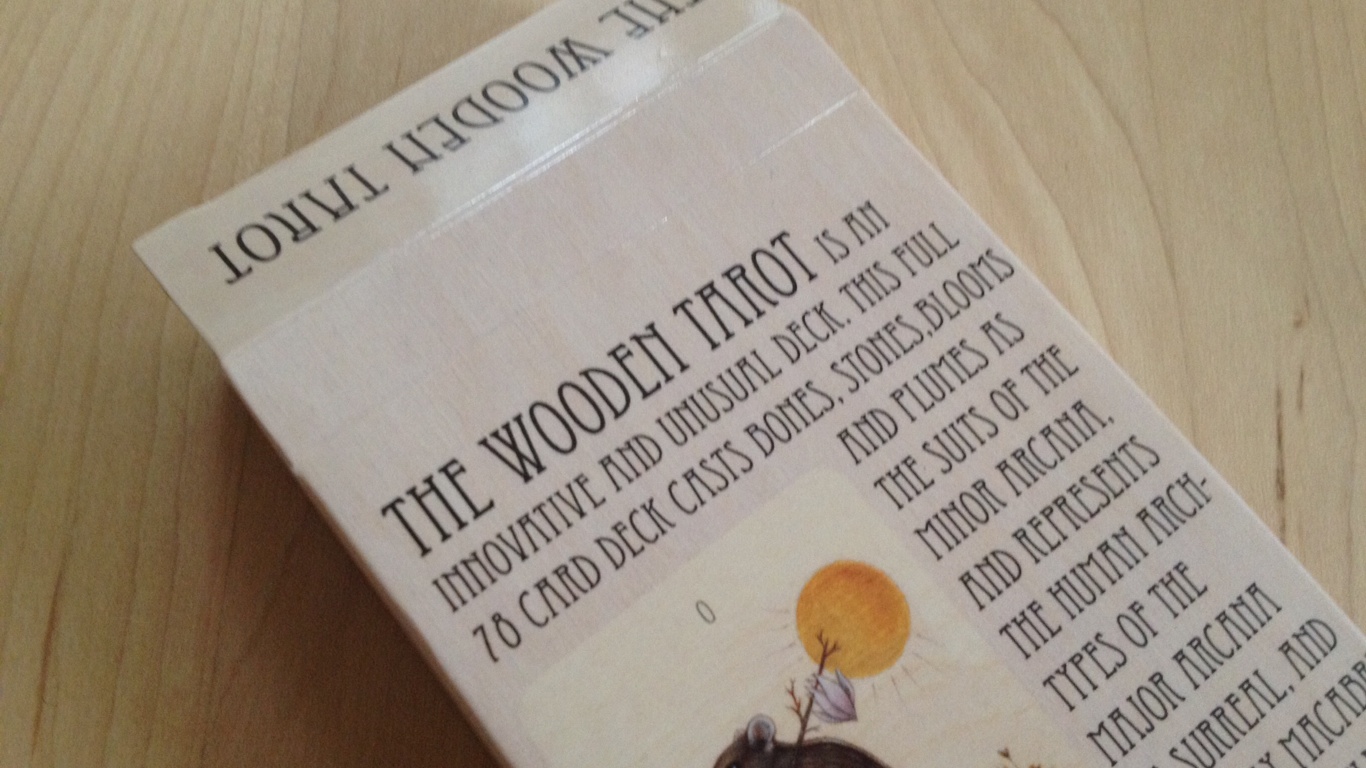 THE WOODEN TAROT
THE WOODEN TAROT IS AN
INNOVATIVE AND UNUSUAL DECK. THIS FULL
78 CARD DECK CASTS BONES, STONES,BLOOMS
AND PLUMES AS
THE SUITS OF THE
MINOR ARCANA,
AND REPRESENTS
THE HUMAN ARCH-
TYPES OF THE
MAJOR ARCANA
SURREAL, AND
0